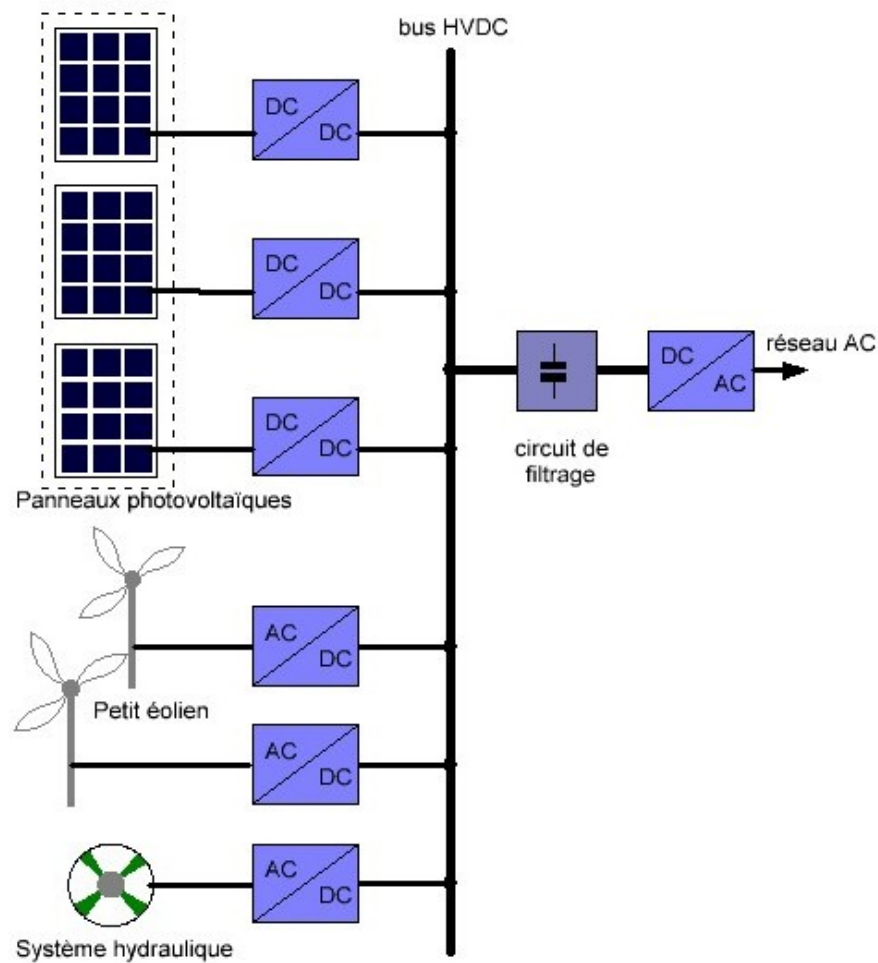 bus HVDC
DC
DC
DC
DC
DC
DC
Panneaux photovoltaïques
DC
AC
réseau AC
circuit de
filtrage
AC
DC
Petit éolien
AC
DC
AC
DC
Système hydraulique